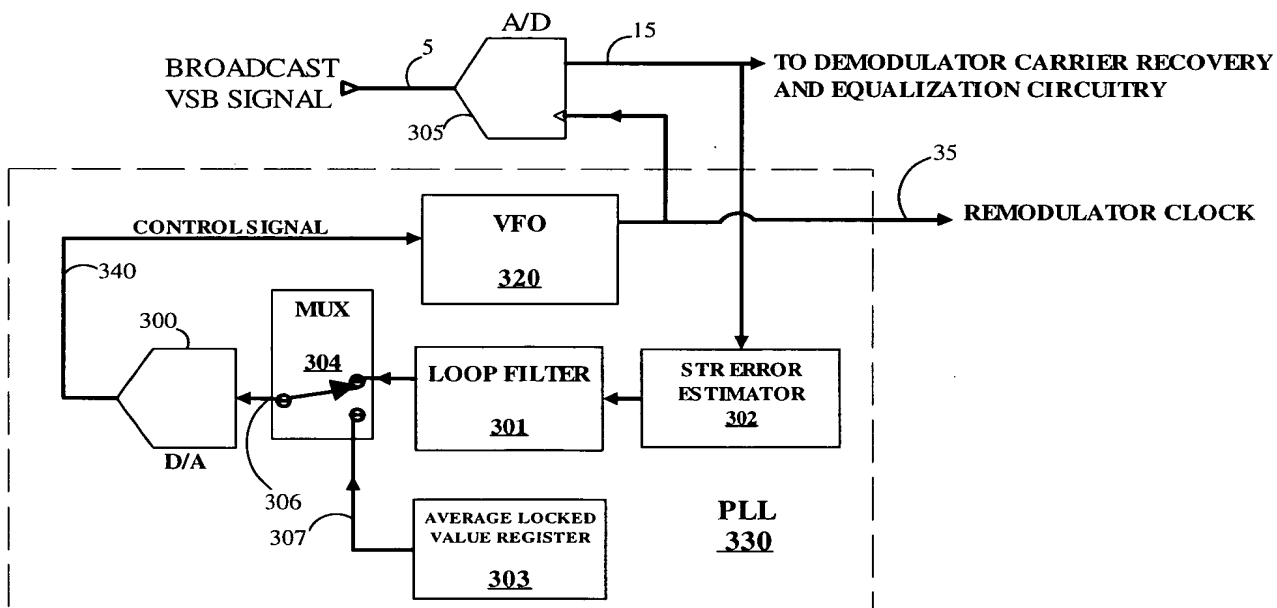 A/D
15
5
BROADCAST
VSB SIGNAL
TO DEMODULATOR CARRIER RECOVERY
AND EQUALIZATION CIRCUITRY
305
35
VFO
320
REMODULATOR CLOCK
CONTROL SIGNAL
340
300
MUX
304
LOOP FILTER
301
STR ERROR
ESTIMATOR
302
D/A
306
307
AVERAGE LOCKED
VALUE REGISTER
303
PLL
330